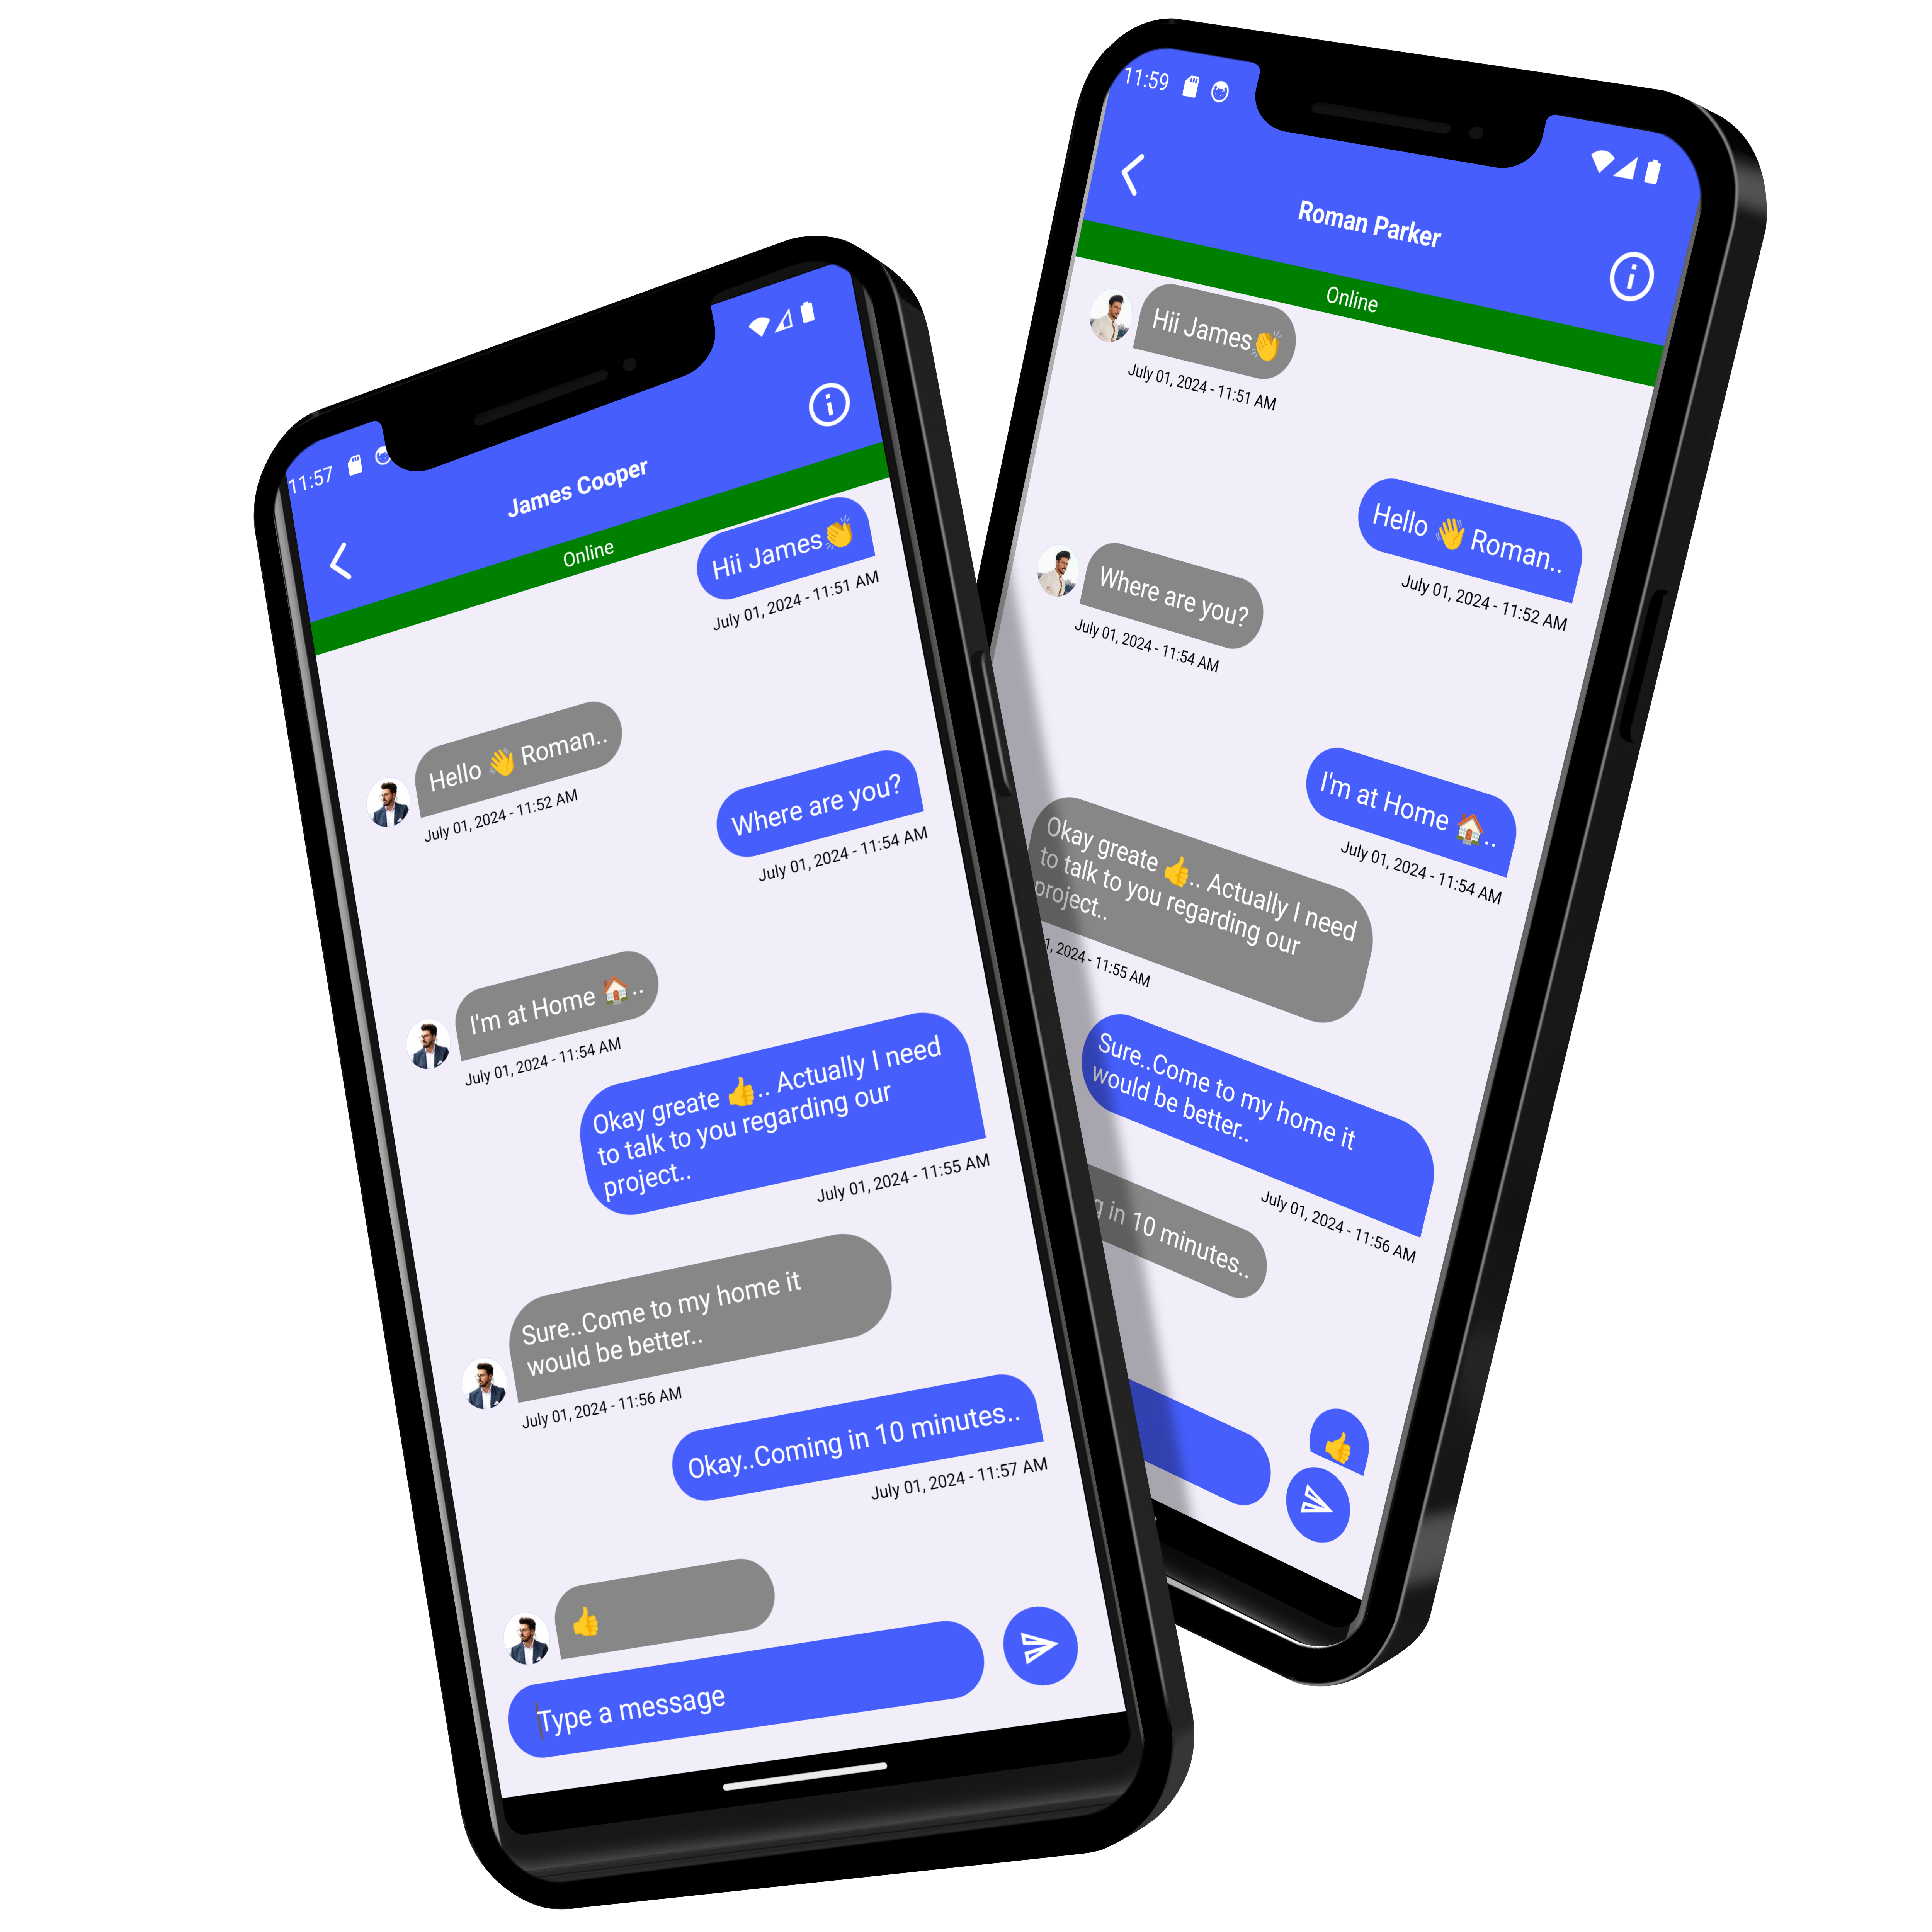 11:57
James Cooper
Online
Hii James👏
July 01, 2024 - 11:51 AM
Hello 👋 Roman..
July 01, 2024 - 11:52 AM
Where are you?
July 01, 2024 - 11:54 AM
I'm at Home 🏠..
July 01, 2024 - 11:54 AM
Okay greate 👍.. Actually I need
to talk to you regarding our
project..
July 01, 2024 - 11:55 AM
Sure..Come to my home it
would be better..
July 01, 2024 - 11:56 AM
Okay..Coming in 10 minutes..
July 01, 2024 - 11:57 AM
👍
Type a message
11:59
Roman Parker
Online
Hii James👏
July 01, 2024 - 11:51 AM
Hello 👋 Roman..
July 01, 2024 - 11:52 AM
Where are you?
July 01, 2024 - 11:54 AM
I'm at Home 🏠..
July 01, 2024 - 11:54 AM
Okay greate 👍.. Actually I need
to talk to you regarding our
project..
1, 2024 - 11:55 AM
Sure..Come to my home it
would be better..
July 01, 2024 - 11:56 AM
g in 10 minutes..
👍